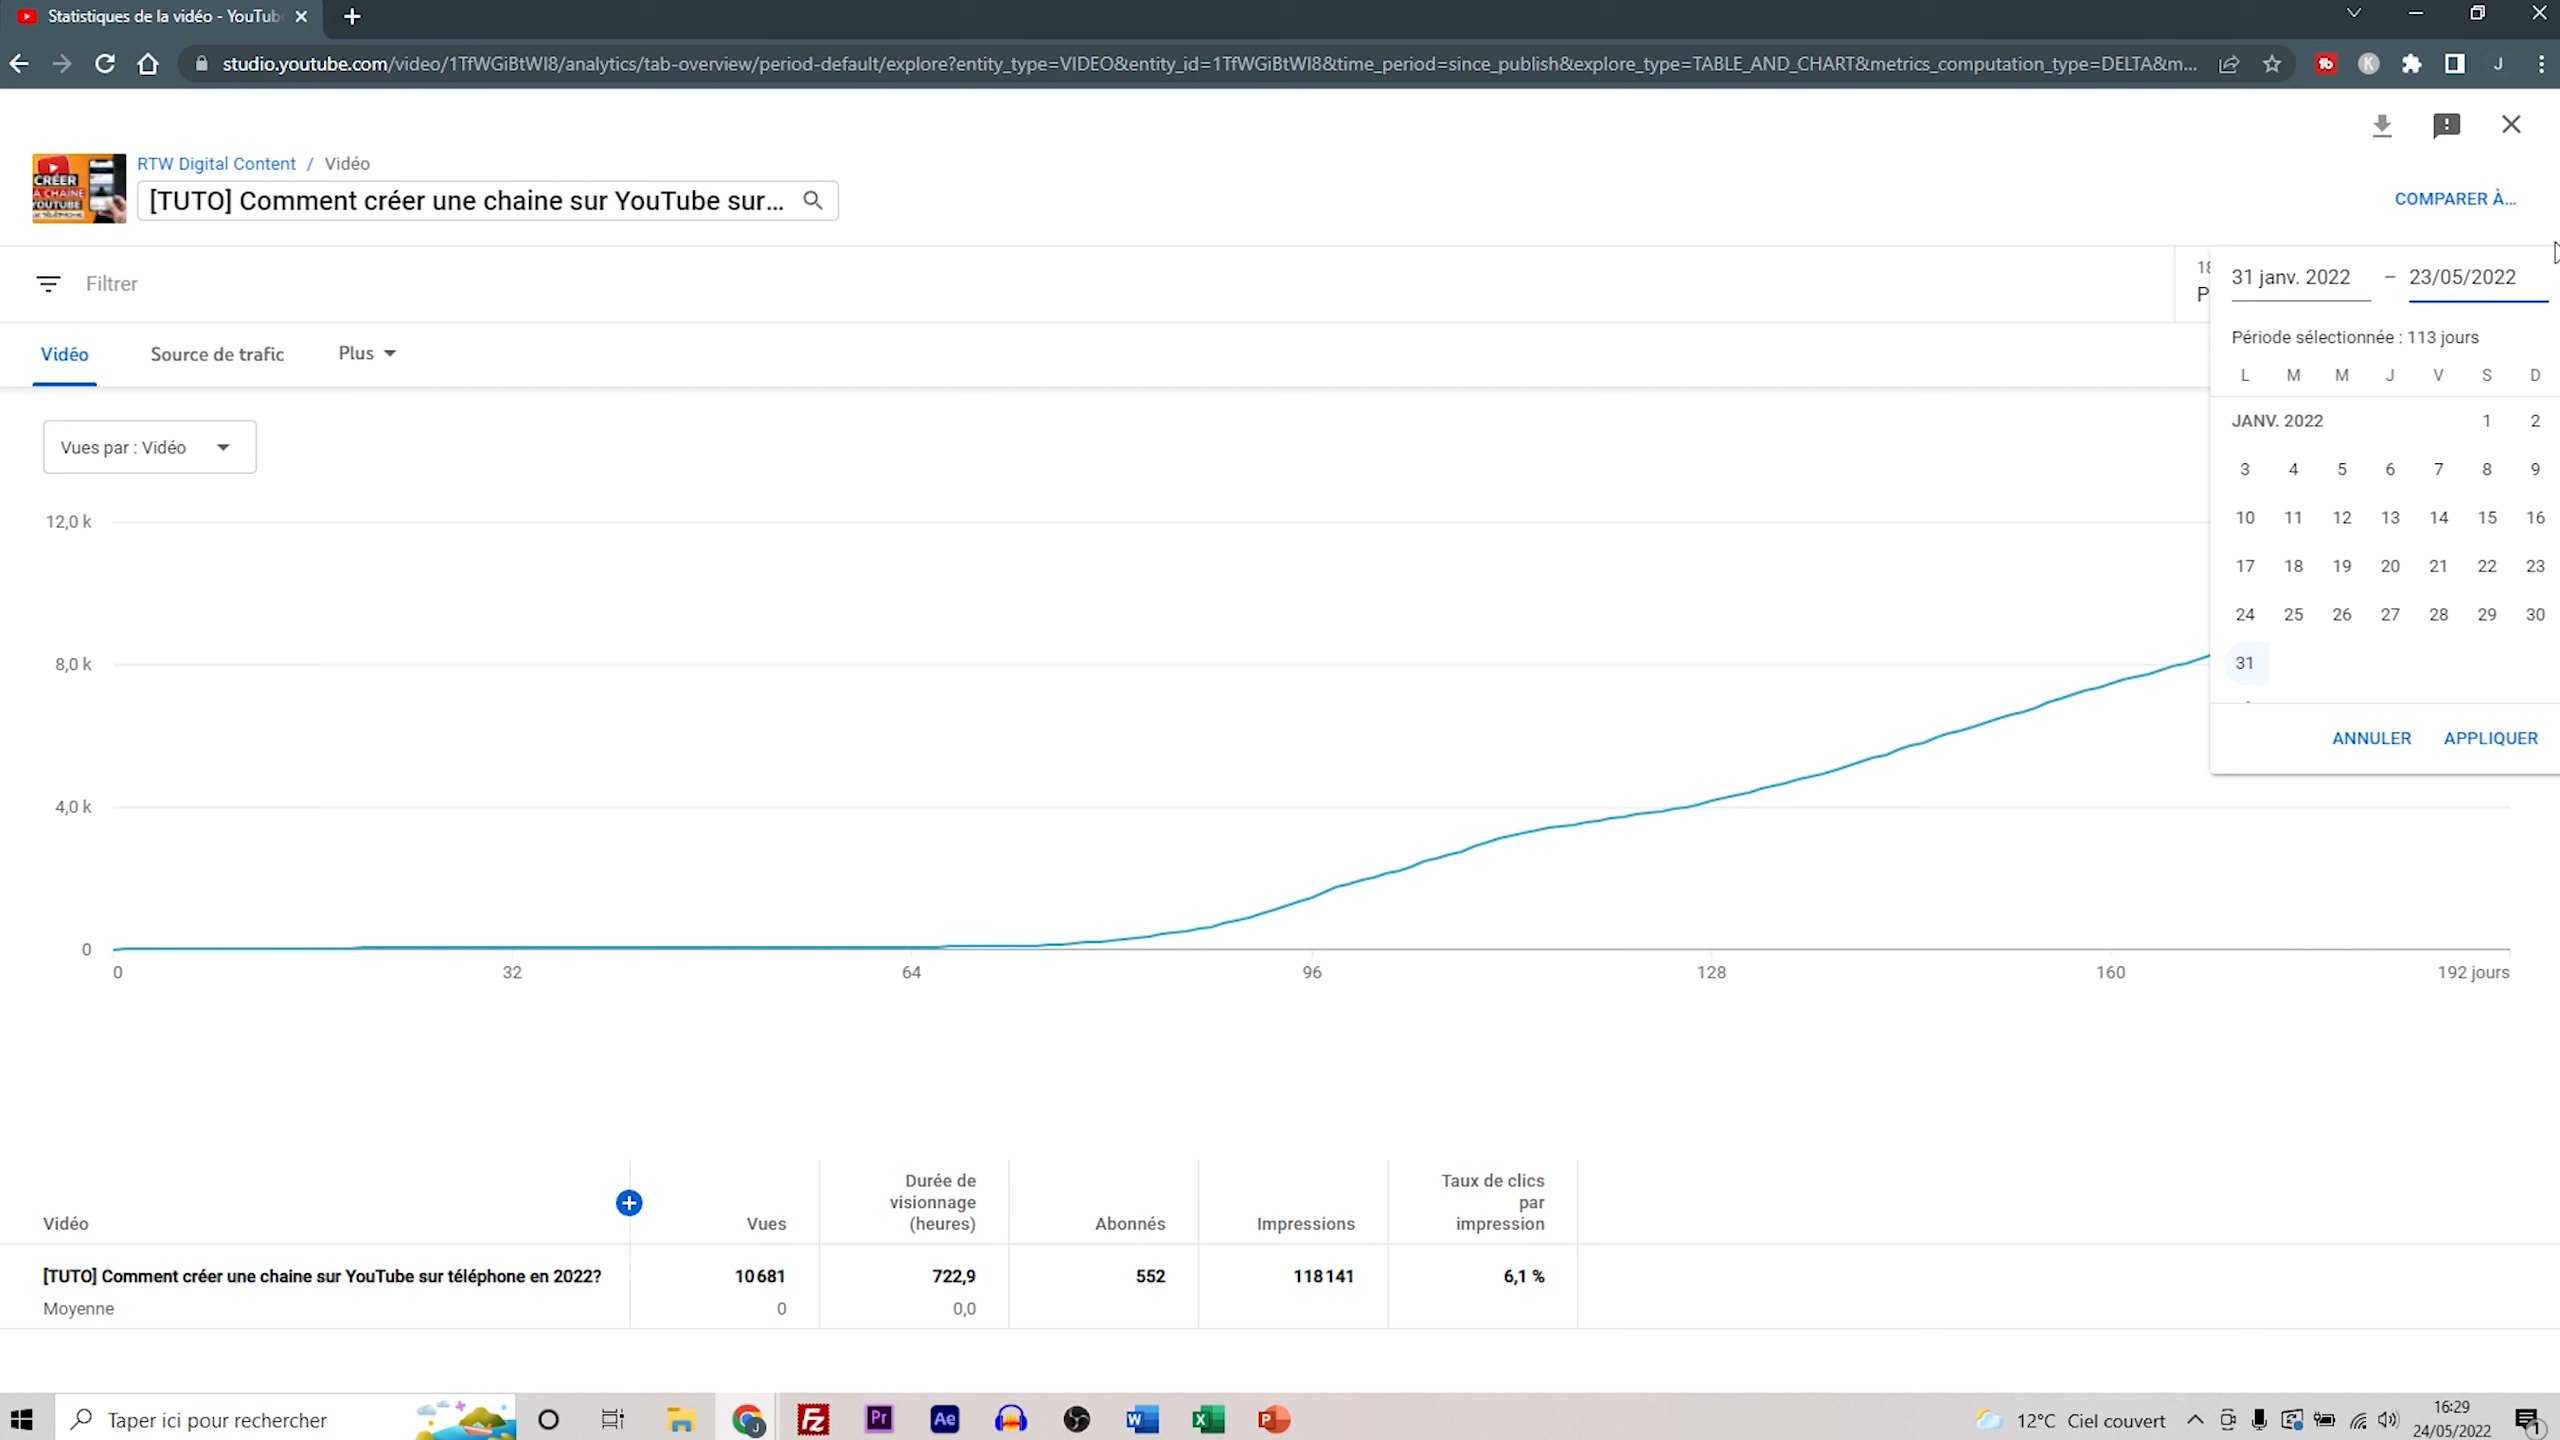 Statistiques de la vidéo - YouTub
studio.youtube.com/video/1TfWGiBtWI8/analytics/tab-overview/period-default/explore?entity_type=VIDEO&entity_id=1TfWGiBtWI8&time_period=since_publish&explore_type=TABLE_AND_CHART&metrics_computation_type=DELTA&m...
CRÉER
A CHAINE
YOUTUBE
RTW Digital Content / Vidéo
[TUTO] Comment créer une chaine sur YouTube sur...
COMPARER À...
Filtrer
18
P
31 janv. 2022 – 23/05/2022
Période sélectionnée : 113 jours
L M M J V S D
JANV. 2022 1 2
3 4 5 6 7 8 9
10 11 12 13 14 15 16
17 18 19 20 21 22 23
24 25 26 27 28 29 30
31
ANNULER APPLIQUER
Vidéo Source de trafic Plus
Vues par : Vidéo
12,0 k
8,0 k
4,0 k
0
0 32 64 96 128 160 192 jours
Vidéo Vues Durée de visionnage (heures) Abonnés Impressions Taux de clics par impression
[TUTO] Comment créer une chaine sur YouTube sur téléphone en 2022? 10 681 722,9 552 118 141 6,1 %
Moyenne 0 0,0
Taper ici pour rechercher
12°C Ciel couvert
16:29
24/05/2022